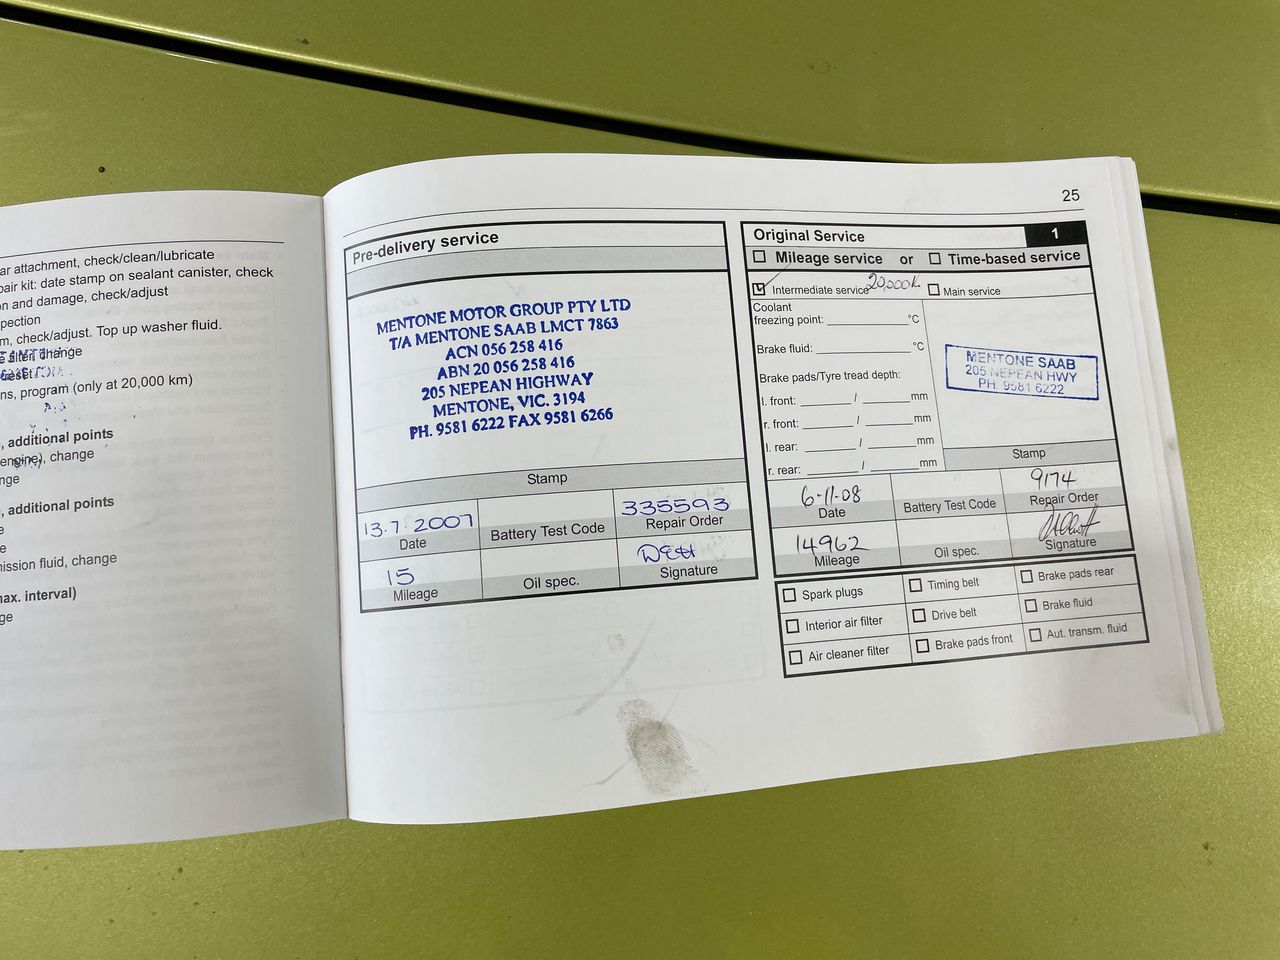 25
ar attachment, check/clean/lubricate
pair kit: date stamp on sealant canister, check
on and damage, check/adjust
pection
m, check/adjust. Top up washer fluid.
filter, change
reset
ns, program (only at 20,000 km)
, additional points
engine), change
nge
, additional points
e
e
nission fluid, change
nax. interval)
ge
Pre-delivery service
MENTONE MOTOR GROUP PTY LTD
T/A MENTONE SAAB LMCT 7863
ACN 056 258 416
ABN 20 056 258 416
205 NEPEAN HIGHWAY
MENTONE, VIC. 3194
PH. 9581 6222 FAX 9581 6266
Stamp
13.7.2007
Date
Battery Test Code
335593
Repair Order
15
Mileage
Oil spec.
Signature
Original Service 1
Mileage service or Time-based service
Intermediate service 20,000k Main service
Coolant
freezing point: °C
Brake fluid: °C
Brake pads/Tyre tread depth:
l. front: / mm
r. front: / mm
l. rear: / mm
r. rear: / mm
MENTONE SAAB
205 NEPEAN HWY
PH. 9581 6222
Stamp
6-11-08
Date
Battery Test Code
9174
Repair Order
14962
Mileage
Oil spec.
Signature
Spark plugs Timing belt Brake pads rear
Interior air filter Drive belt Brake fluid
Air cleaner filter Brake pads front Aut. transm. fluid